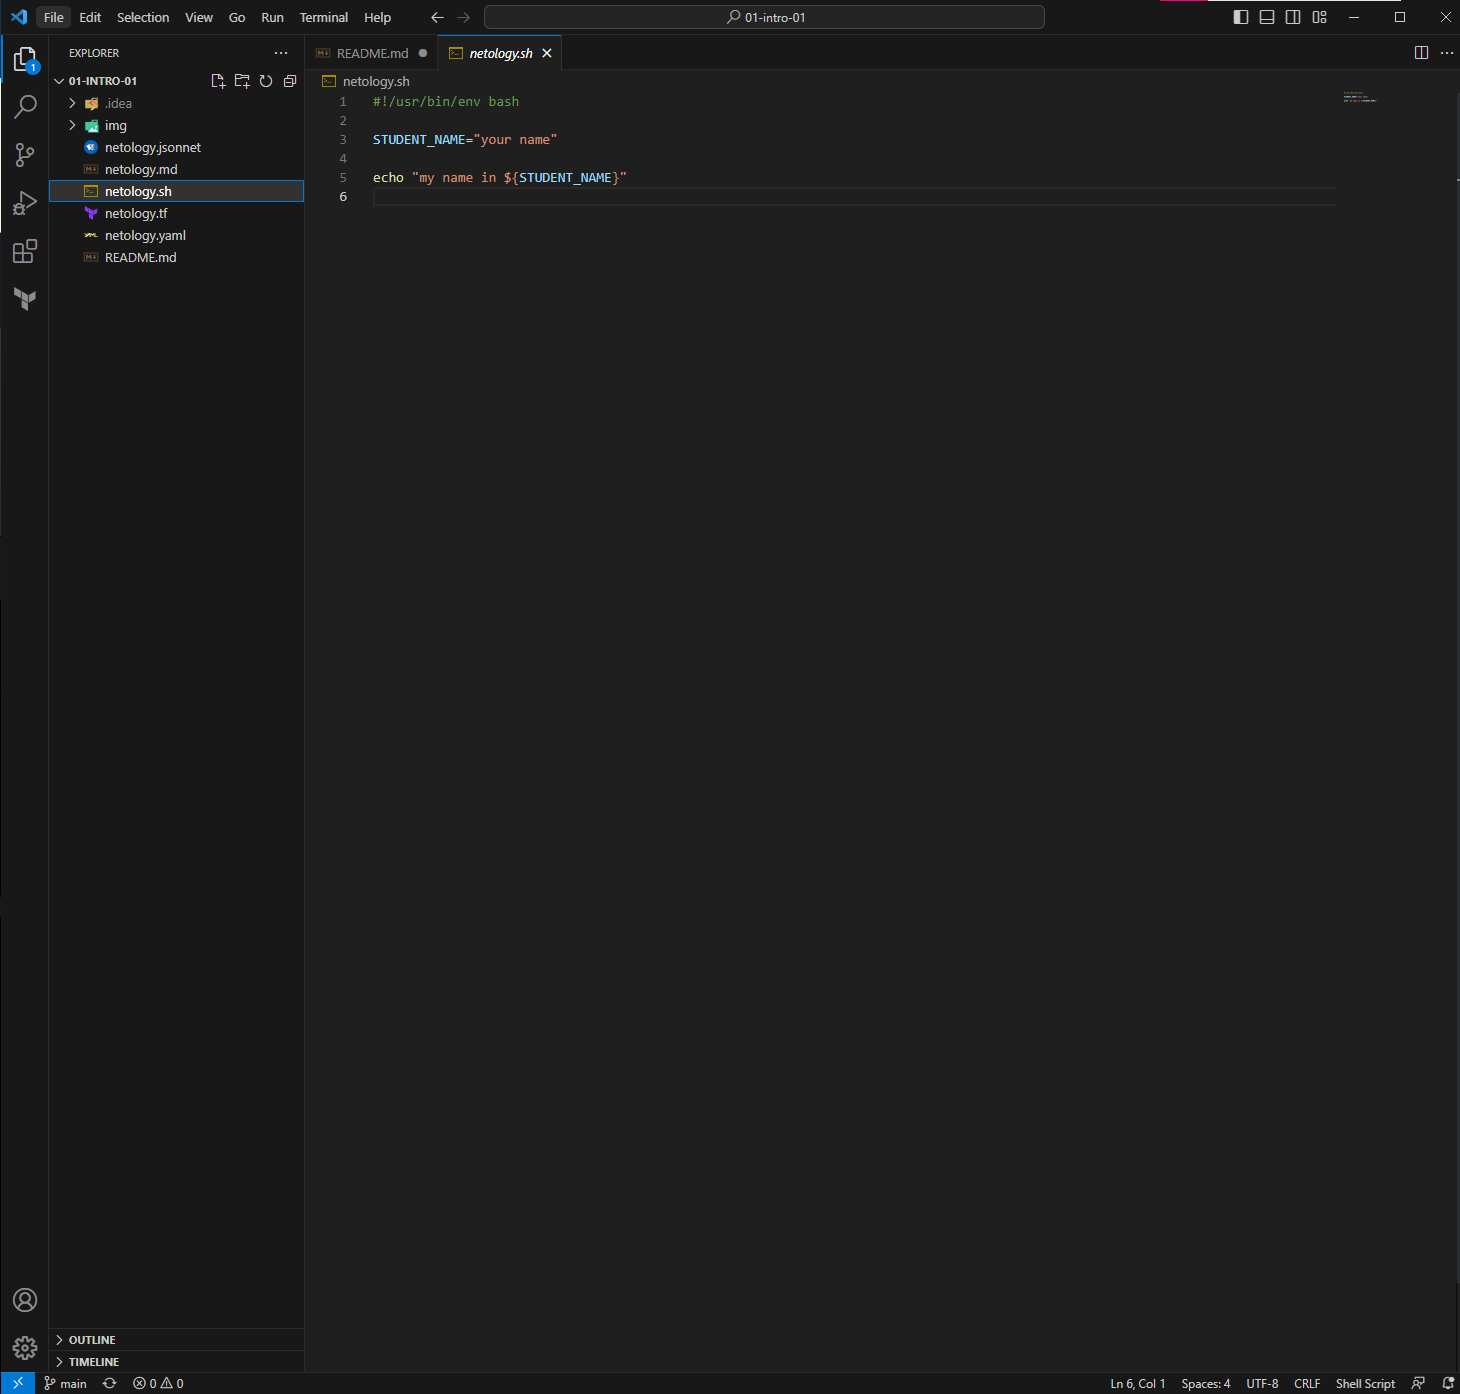 File Edit Selection View Go Run Terminal Help 01-intro-01
EXPLORER
1
01-INTRO-01
.idea
img
netology.jsonnet
netology.md
netology.sh
netology.tf
netology.yaml
README.md
OUTLINE
TIMELINE
README.md netology.sh
netology.sh
1 #!/usr/bin/env bash
2
3 STUDENT_NAME="your name"
4
5 echo "my name in ${STUDENT_NAME}"
6
main 0 0 Ln 6, Col 1 Spaces: 4 UTF-8 CRLF Shell Script